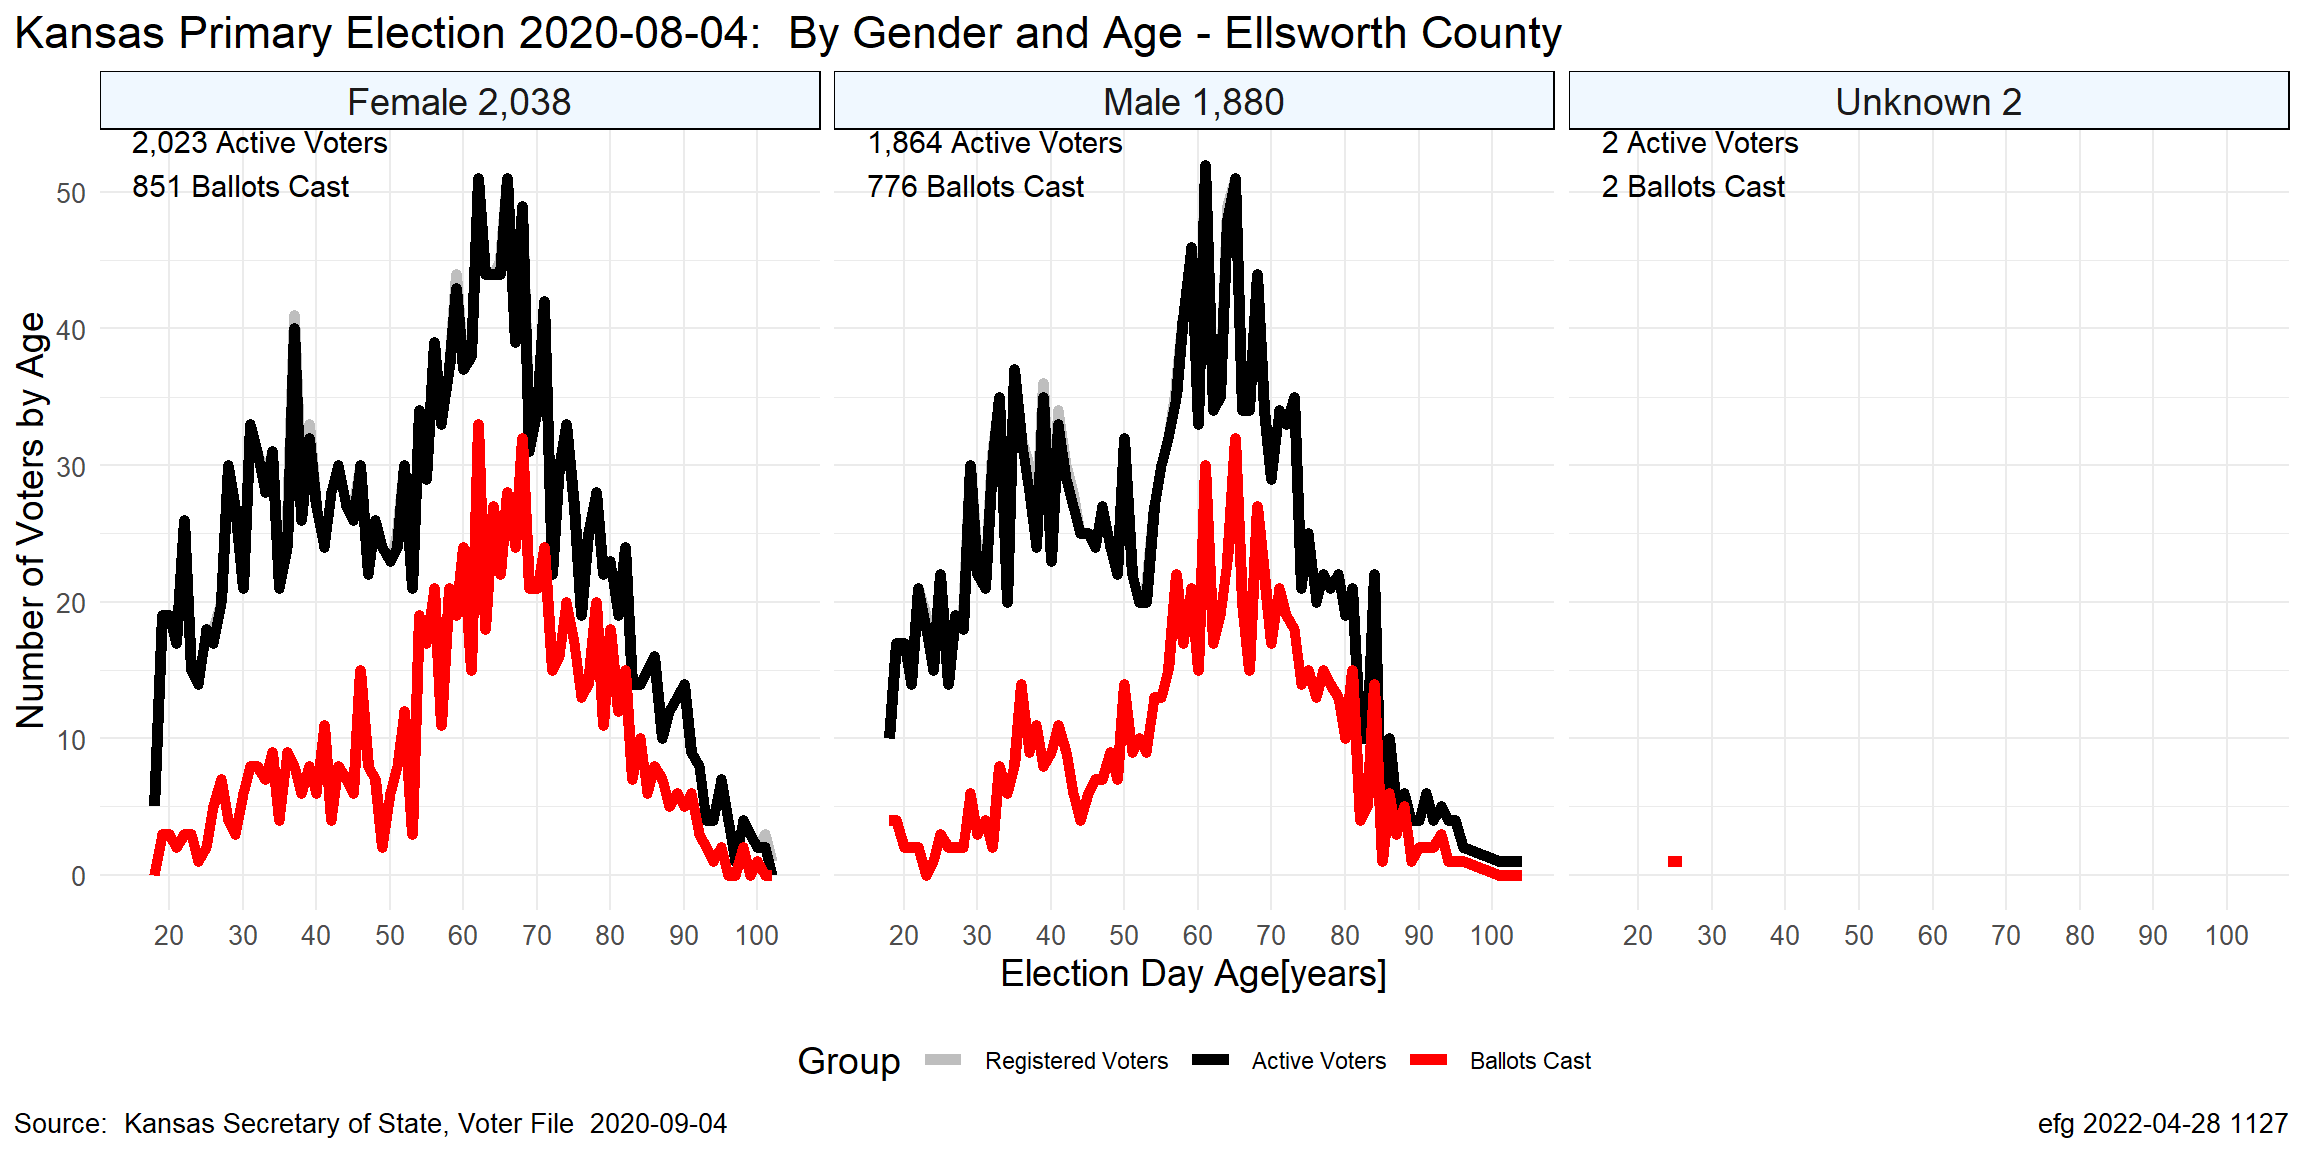 Kansas Primary Election 2020-08-04:  By Gender and Age - Ellsworth County
Female 2,038
Male 1,880
Unknown 2
2,023 Active Voters
851 Ballots Cast
1,864 Active Voters
776 Ballots Cast
2 Active Voters
2 Ballots Cast
Number of Voters by Age
50
40
30
20
10
0
20 30 40 50 60 70 80 90 100
20 30 40 50 60 70 80 90 100
20 30 40 50 60 70 80 90 100
Election Day Age[years]
Group Registered Voters Active Voters Ballots Cast
Source:  Kansas Secretary of State, Voter File  2020-09-04
efg 2022-04-28 1127